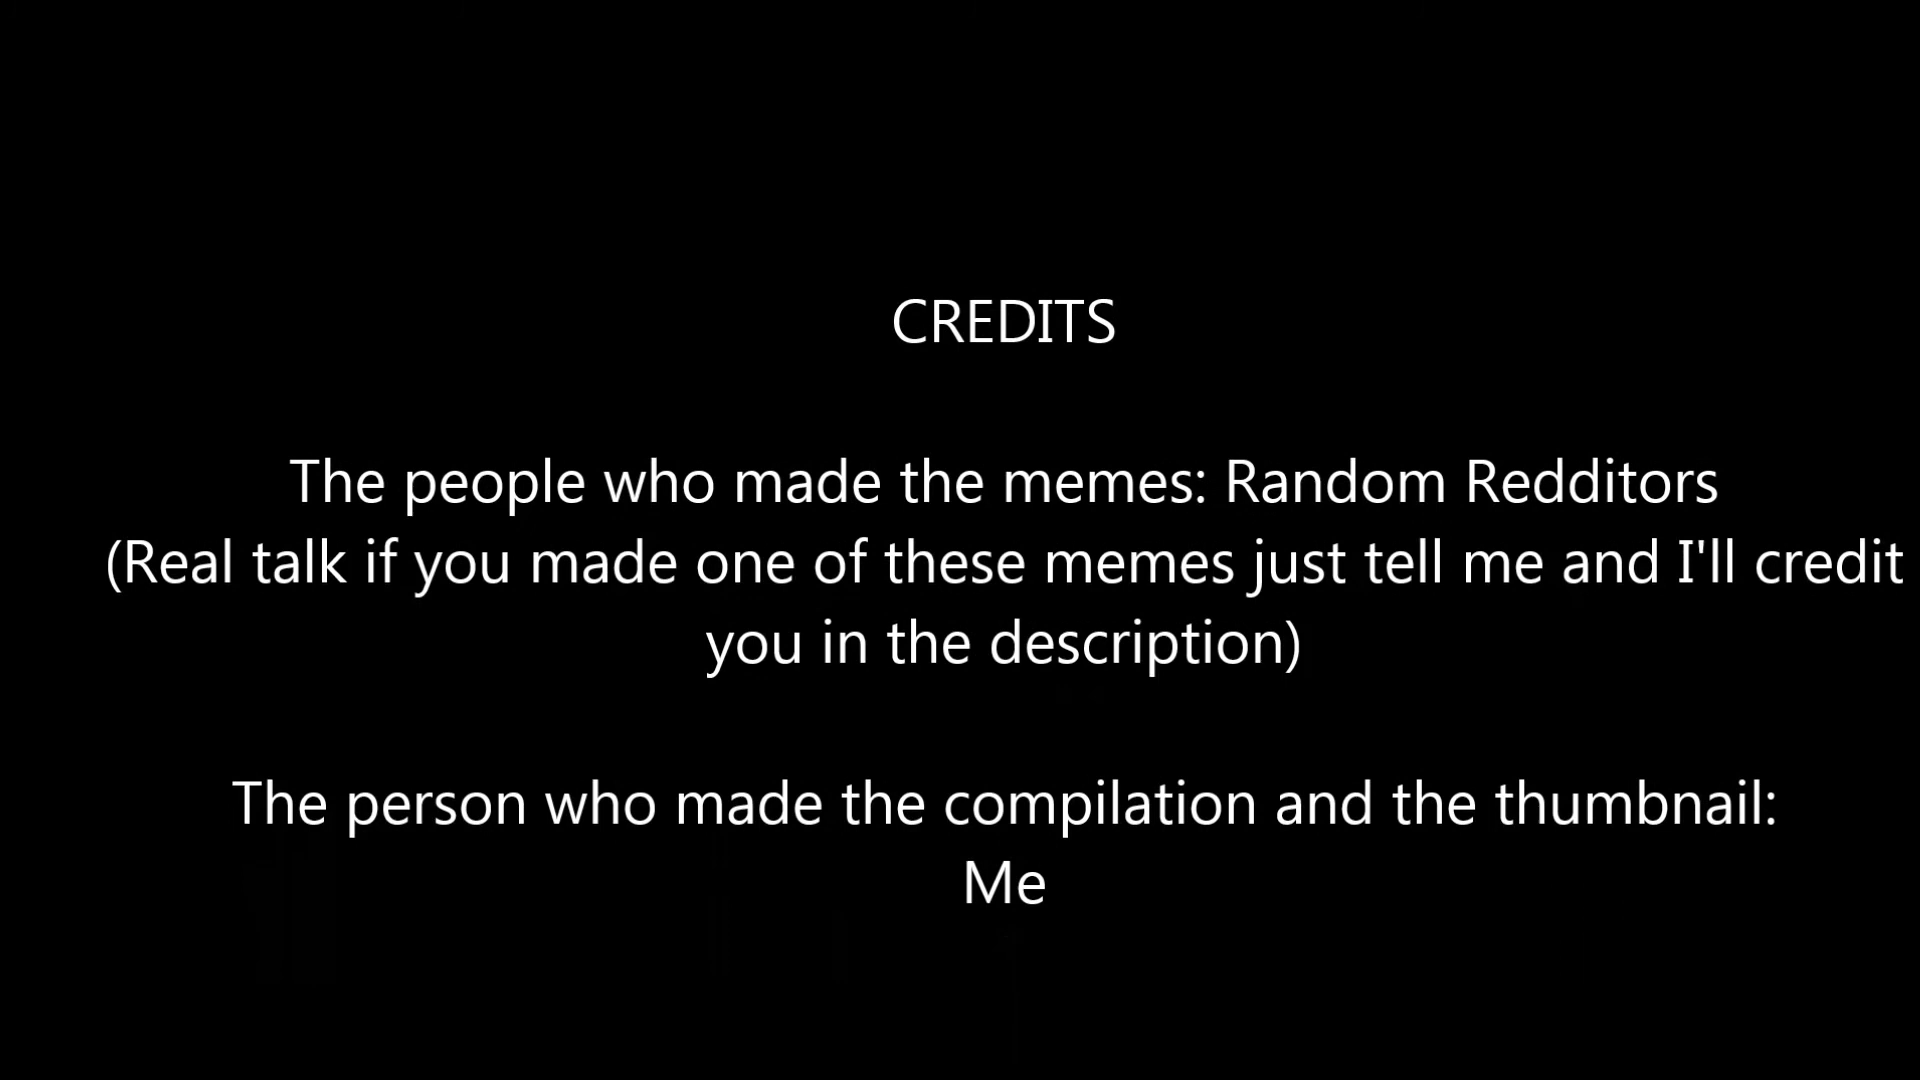 CREDITS
The people who made the memes: Random Redditors
(Real talk if you made one of these memes just tell me and I'll credit
you in the description)
The person who made the compilation and the thumbnail:
Me